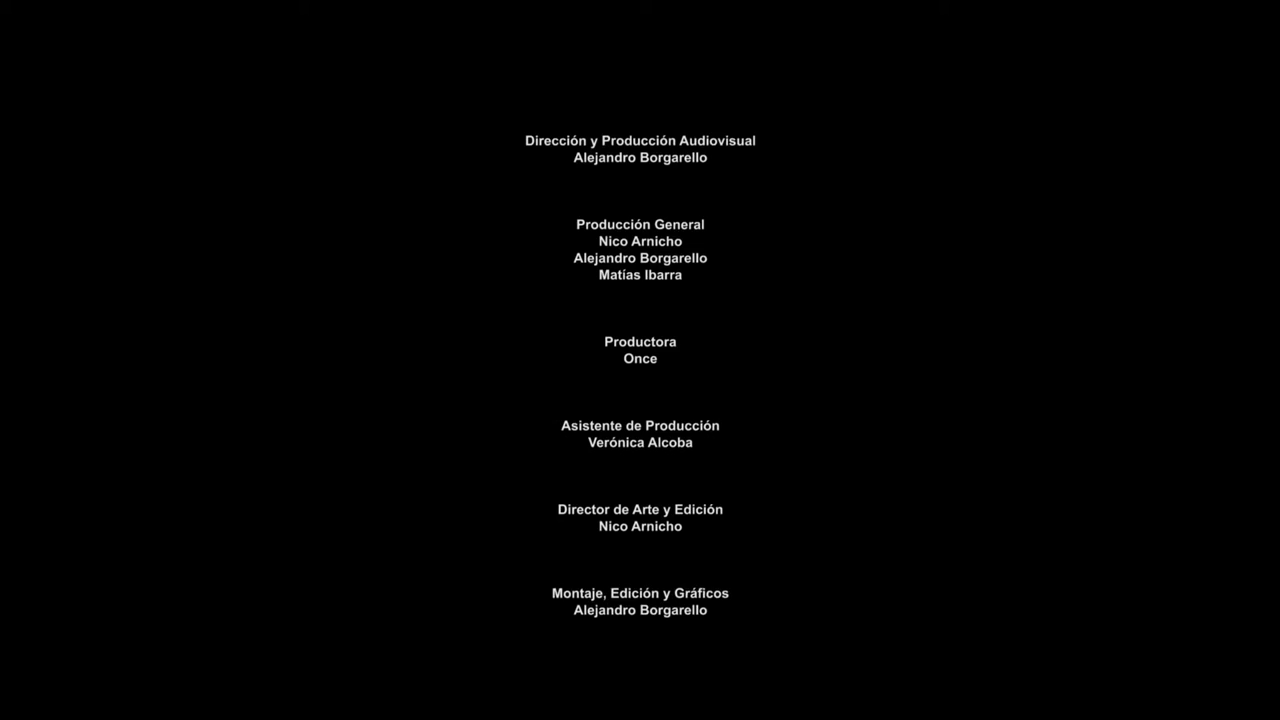 Dirección y Producción Audiovisual
Alejandro Borgarello
Producción General
Nico Arnicho
Alejandro Borgarello
Matías Ibarra
Productora
Once
Asistente de Producción
Verónica Alcoba
Director de Arte y Edición
Nico Arnicho
Montaje, Edición y Gráficos
Alejandro Borgarello